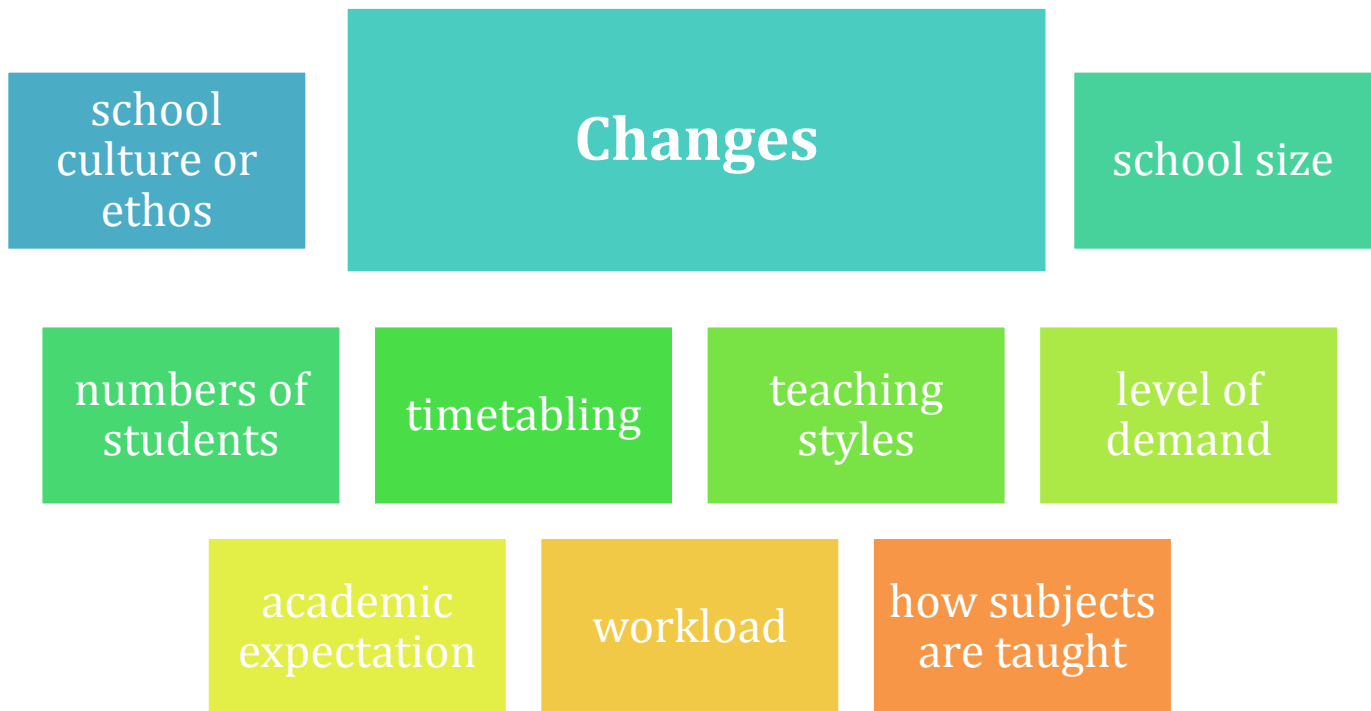 school
culture or
ethos
Changes
school size
numbers of
students
timetabling
teaching
styles
level of
demand
academic
expectation
workload
how subjects
are taught